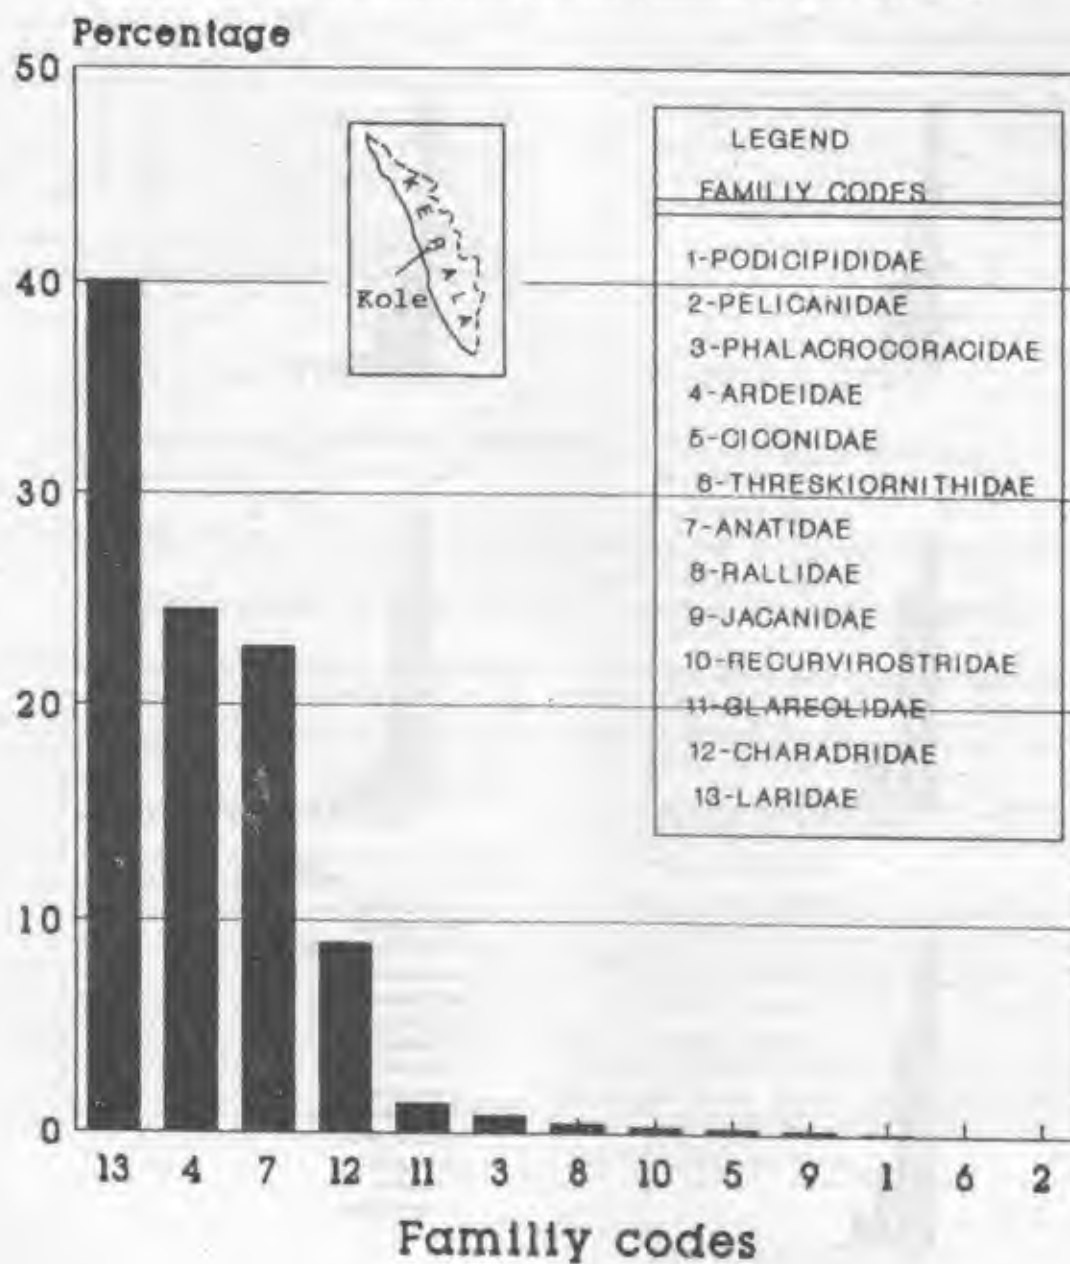 Percentage
50
40
30
20
10
0
KERALA
Kole
LEGEND
FAMILIY CODES
1-PODICIPIDIDAE
2-PELICANIDAE
3-PHALACROCORACIDAE
4-ARDEIDAE
5-CICONIDAE
6-THRESKIORNITHIDAE
7-ANATIDAE
8-RALLIDAE
9-JACANIDAE
10-RECURVIROSTRIDAE
11-GLAREOLIDAE
12-CHARADRIDAE
13-LARIDAE
13 4 7 12 11 3 8 10 5 9 1 6 2
Familiy codes